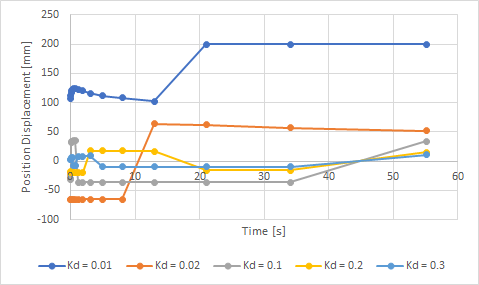 250
200
150
100
50
0
-50
-100
0 10 20 30 40 50 60
Position Displacement [mm]
Time [s]
Kd = 0.01 Kd = 0.02 Kd = 0.1 Kd = 0.2 Kd = 0.3